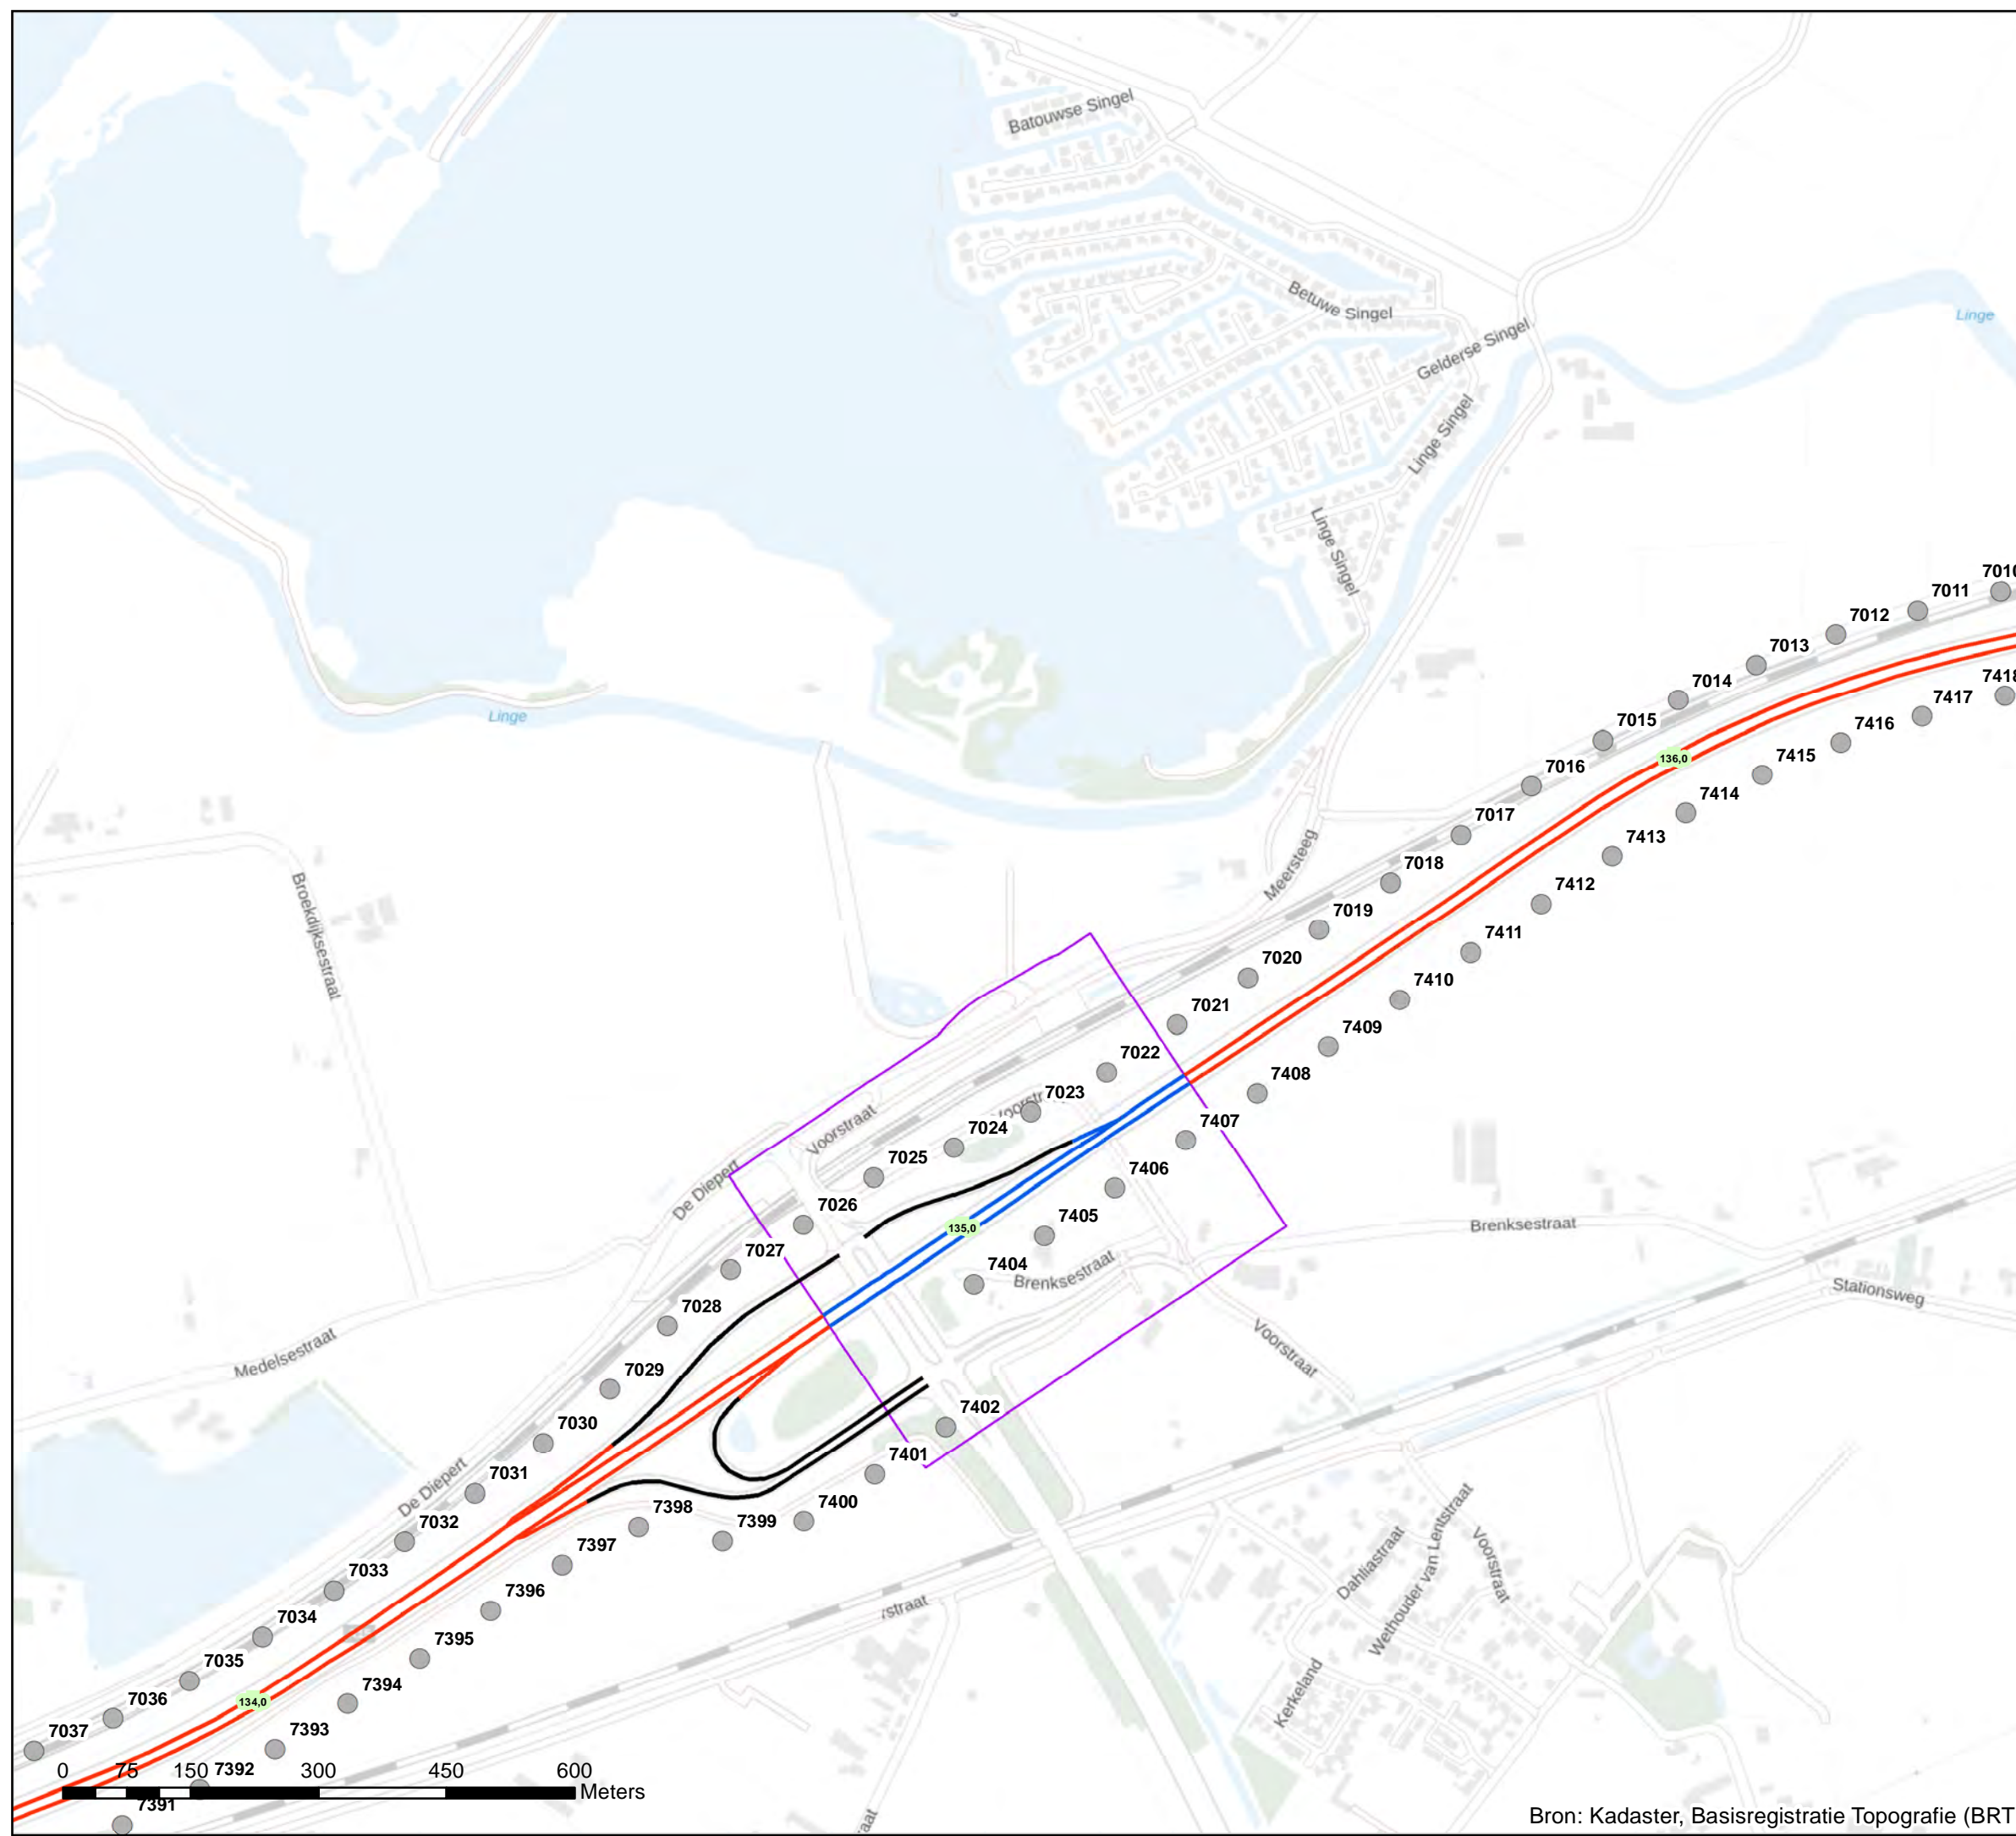 Batouwse Singel
Betuwe Singel
Gelderse Singel
Linge
Linge Singel
Linge Singel
7010
7011
7012
7013
7014
7015
7016
7017
7018
7019
7020
7021
7022
7023
7024
7025
7026
7027
7028
7029
7030
7031
7032
7033
7034
7035
7036
7037
7418
7417
7416
7415
7414
7413
7412
7411
7410
7409
7408
7407
7406
7405
7404
7402
7401
7400
7399
7398
7397
7396
7395
7394
7393
7392
7391
136,0
135,0
134,0
Linge
Meersteeg
Broekdijksestraat
Voorstraat
De Diepert
Brenksestraat
Brenksestraat
Stationsweg
Voorstraat
Medelsestraat
De Diepert
Dahliastraat
Wethouder van Lentstraat
Voorstraat
Kerkeland
0 75 150 300 450 600
Meters
Bron: Kadaster, Basisregistratie Topografie (BRT